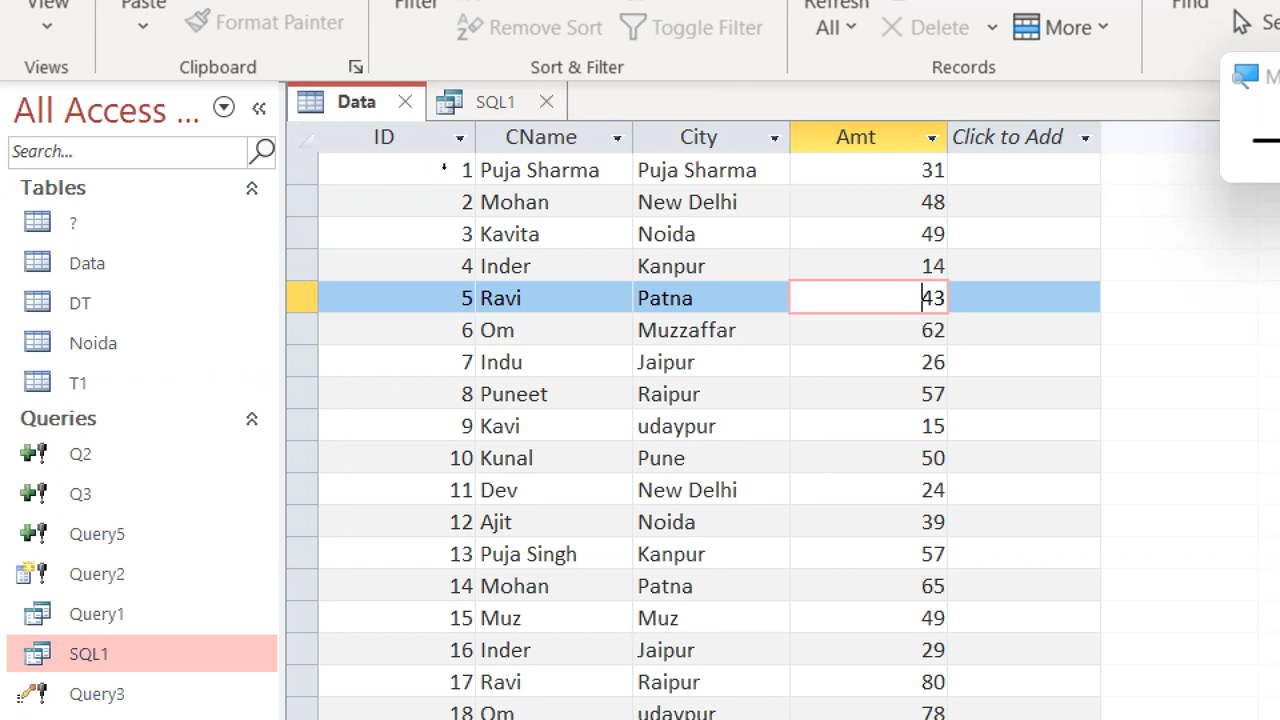 View Paste Format Painter Filter Remove Sort Toggle Filter Refresh All Delete More Find Se
Views Clipboard Sort & Filter Records
All Access ... «
Data SQL1
M
Search...
ID CName City Amt Click to Add
1 Puja Sharma Puja Sharma 31
2 Mohan New Delhi 48
3 Kavita Noida 49
4 Inder Kanpur 14
5 Ravi Patna 43
6 Om Muzzaffar 62
7 Indu Jaipur 26
8 Puneet Raipur 57
9 Kavi udaypur 15
10 Kunal Pune 50
11 Dev New Delhi 24
12 Ajit Noida 39
13 Puja Singh Kanpur 57
14 Mohan Patna 65
15 Muz Muz 49
16 Inder Jaipur 29
17 Ravi Raipur 80
18 Om udaypur 78
Tables
?
Data
DT
Noida
T1
Queries
Q2
Q3
Query5
Query2
Query1
SQL1
Query3